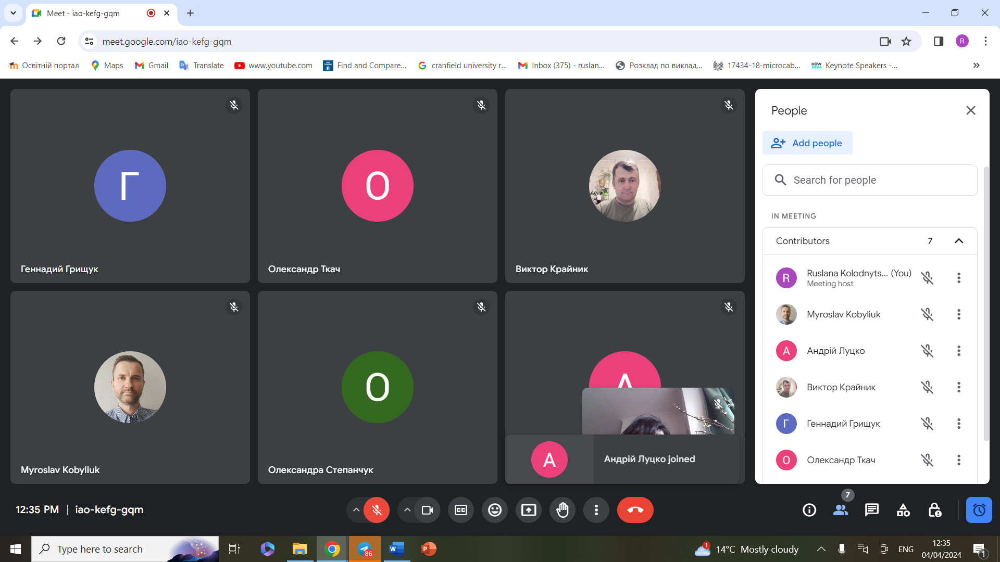 Meet - iao-kefg-gqm
meet.google.com/iao-kefg-gqm
R
Освітній портал
Maps
Gmail
Translate
www.youtube.com
Find and Compare...
cranfield university r...
Inbox (375) - ruslan...
Розклад по виклад...
17434-18-microcab...
HOW 2024
Keynote Speakers -...
Г
Геннадий Грищук
О
Олександр Ткач
Виктор Крайник
Myroslav Kobyliuk
О
Олександра Степанчук
А
А
Андрій Луцко joined
People
Add people
Search for people
IN MEETING
Contributors 7
R
Ruslana Kolodnyts... (You)
Meeting host
Myroslav Kobyliuk
А
Андрій Луцко
Виктор Крайник
Г
Геннадий Грищук
О
Олександр Ткач
12:35 PM | iao-kefg-gqm
CC
7
Type here to search
86
W
P
1
14°C Mostly cloudy
ENG
12:35
04/04/2024
1